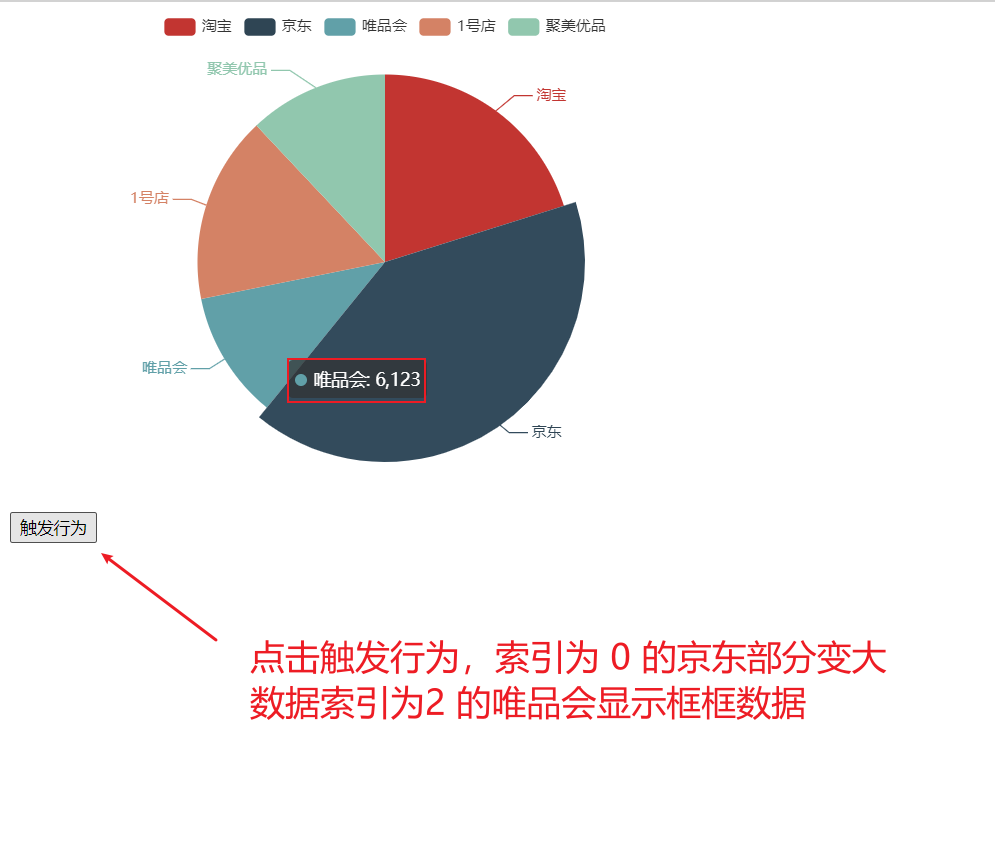 淘宝 京东 唯品会 1号店 聚美优品
聚美优品
淘宝
1号店
唯品会
唯品会: 6,123
京东
触发行为
点击触发行为，索引为 0 的京东部分变大
数据索引为2 的唯品会显示框框数据